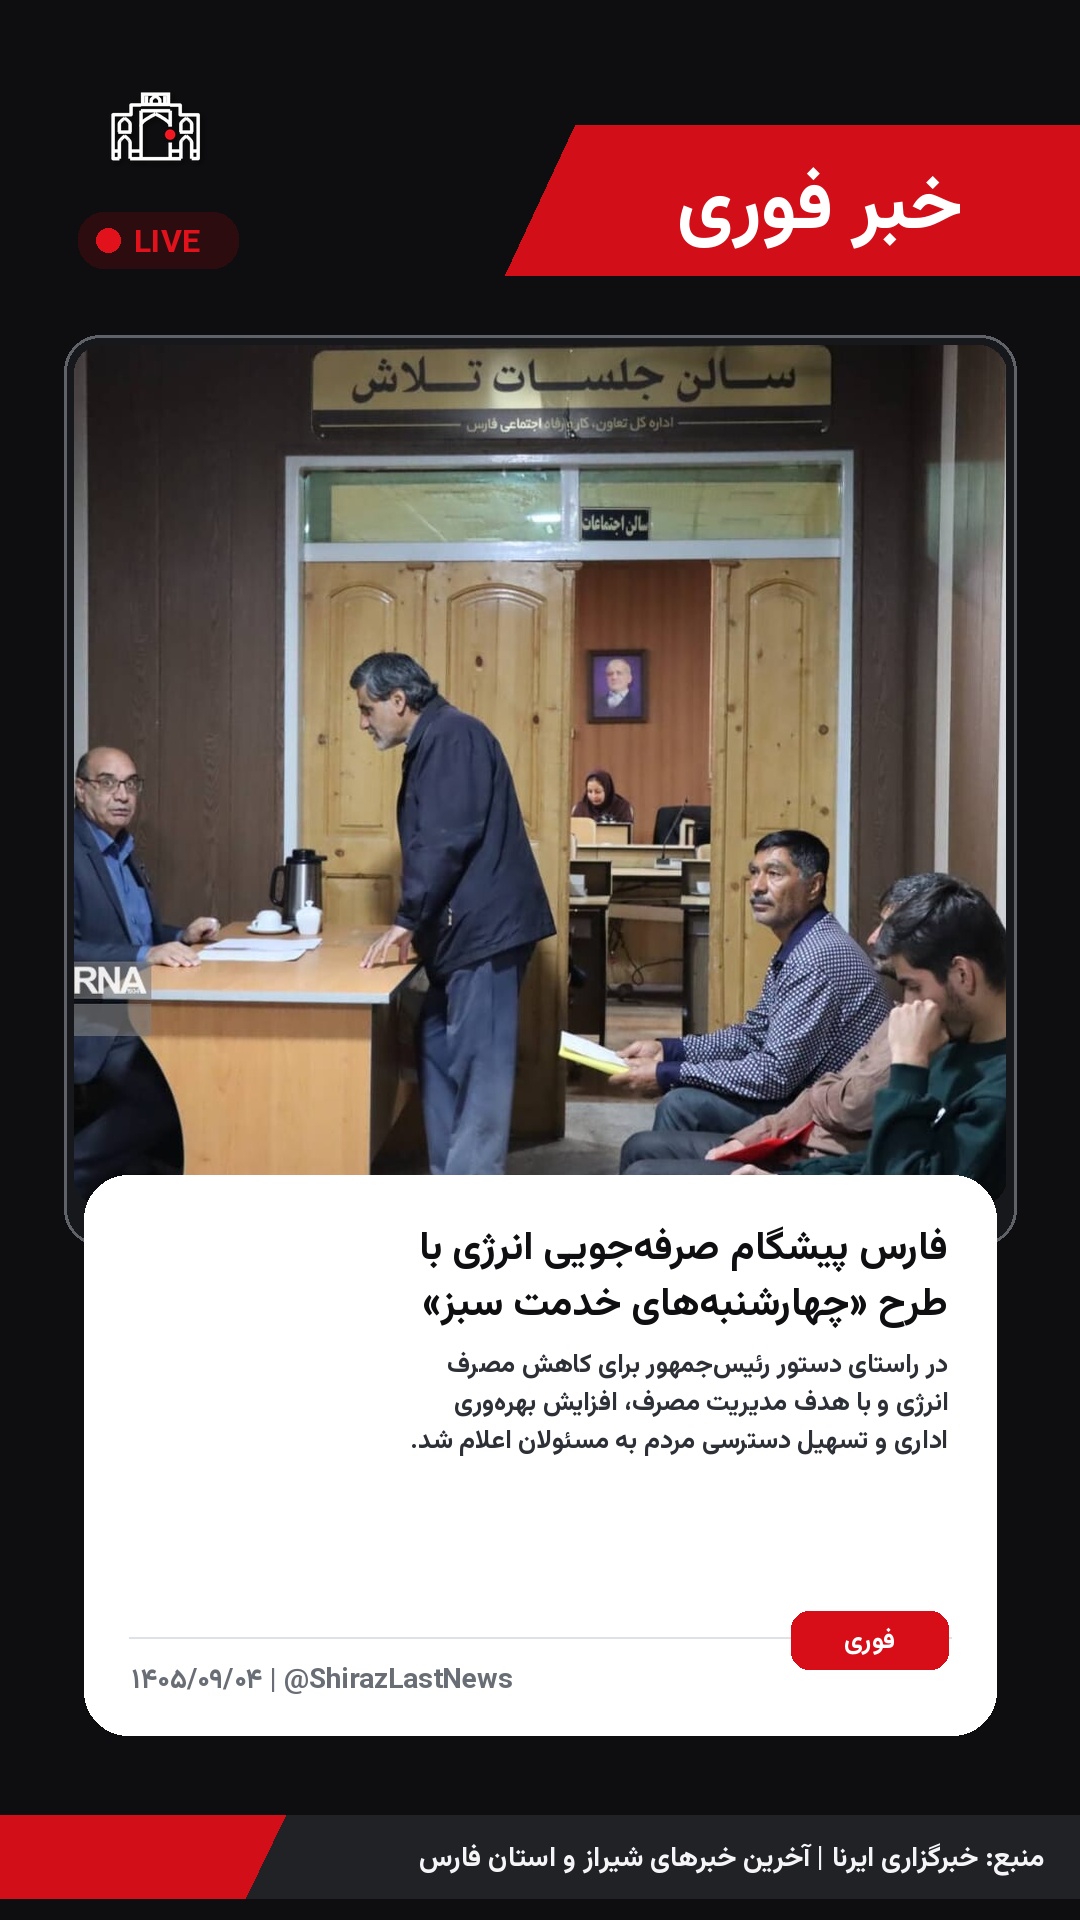 خبر فوری
LIVE
سالن جلسات تلاش
اداره کل تعاون، کار و رفاه اجتماعی فارس
سالن اجتماعات
RNA
فارس پیشگام صرفه‌جویی انرژی با
طرح «چهارشنبه‌های خدمت سبز»
در راستای دستور رئیس‌جمهور برای کاهش مصرف
انرژی و با هدف مدیریت مصرف، افزایش بهره‌وری
اداری و تسهیل دسترسی مردم به مسئولان اعلام شد.
فوری
۱۴۰۵/۰۹/۰۴ | @ShirazLastNews
منبع: خبرگزاری ایرنا | آخرین خبرهای شیراز و استان فارس